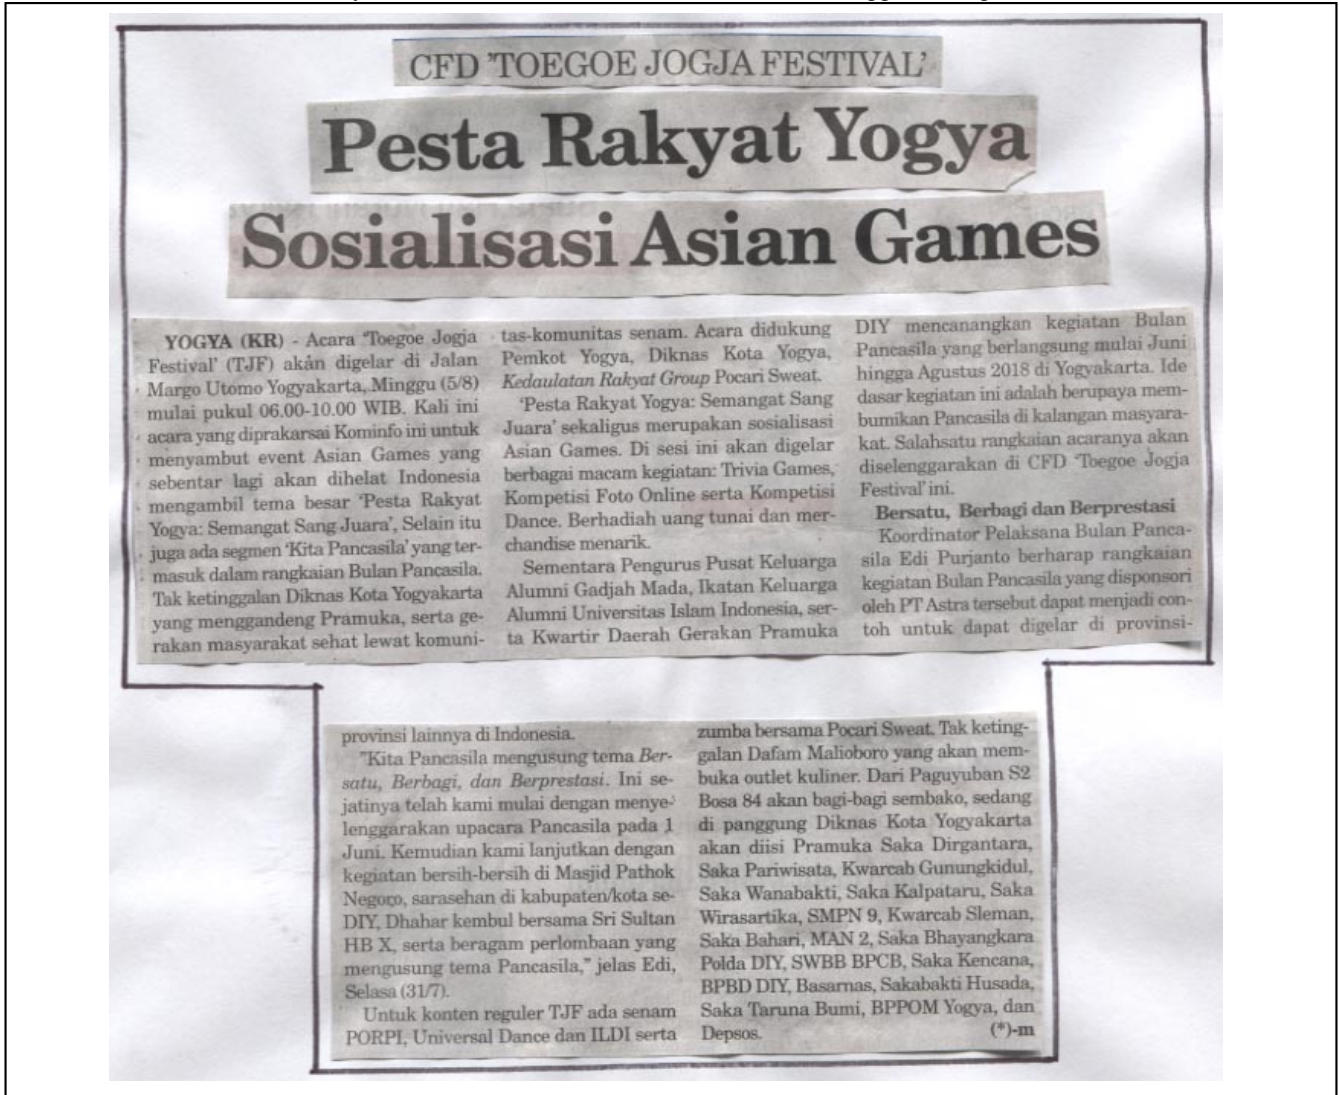 CFD 'TOEGOE JOGJA FESTIVAL'
Pesta Rakyat Yogya
Sosialisasi Asian Games
YOGYA (KR) - Acara 'Toegoe Jogja
Festival' (TJF) akan digelar di Jalan
Margo Utomo Yogyakarta, Minggu (5/8)
mulai pukul 06.00-10.00 WIB. Kali ini
acara yang diprakarsai Kominfo ini untuk
menyambut event Asian Games yang
sebentar lagi akan dihelat Indonesia
mengambil tema besar 'Pesta Rakyat
Yogya: Semangat Sang Juara', Selain itu
juga ada segmen 'Kita Pancasila' yang ter-
masuk dalam rangkaian Bulan Pancasila.
Tak ketinggalan Diknas Kota Yogyakarta
yang menggandeng Pramuka, serta ge-
rakan masyarakat sehat lewat komuni-
tas-komunitas senam. Acara didukung
Pemkot Yogya, Diknas Kota Yogya,
Kedaulatan Rakyat Group Pocari Sweat.
'Pesta Rakyat Yogya: Semangat Sang
Juara' sekaligus merupakan sosialisasi
Asian Games. Di sesi ini akan digelar
berbagai macam kegiatan: Trivia Games,
Kompetisi Foto Online serta Kompetisi
Dance. Berhadiah uang tunai dan mer-
chandise menarik.
Sementara Pengurus Pusat Keluarga
Alumni Gadjah Mada, Ikatan Keluarga
Alumni Universitas Islam Indonesia, ser-
ta Kwartir Daerah Gerakan Pramuka
DIY mencanangkan kegiatan Bulan
Pancasila yang berlangsung mulai Juni
hingga Agustus 2018 di Yogyakarta. Ide
dasar kegiatan ini adalah berupaya mem-
bumikan Pancasila di kalangan masyara-
kat. Salahsatu rangkaian acaranya akan
diselenggarakan di CFD 'Toegoe Jogja
Festival' ini.
Bersatu, Berbagi dan Berprestasi
Koordinator Pelaksana Bulan Panca-
sila Edi Purjanto berharap rangkaian
kegiatan Bulan Pancasila yang disponsori
oleh PT Astra tersebut dapat menjadi con-
toh untuk dapat digelar di provinsi-
provinsi lainnya di Indonesia.
"Kita Pancasila mengusung tema Ber-
satu, Berbagi, dan Berprestasi. Ini se-
jatinya telah kami mulai dengan menye-
lenggarakan upacara Pancasila pada 1
Juni. Kemudian kami lanjutkan dengan
kegiatan bersih-bersih di Masjid Pathok
Negoro, sarasehan di kabupaten/kota se-
DIY, Dhahar kembul bersama Sri Sultan
HB X, serta beragam perlombaan yang
mengusung tema Pancasila," jelas Edi,
Selasa (31/7).
Untuk konten reguler TJF ada senam
PORPI, Universal Dance dan ILDI serta
zumba bersama Pocari Sweat. Tak keting-
galan Dafam Malioboro yang akan mem-
buka outlet kuliner. Dari Paguyuban S2
Bosa 84 akan bagi-bagi sembako, sedang
di panggung Diknas Kota Yogyakarta
akan diisi Pramuka Saka Dirgantara,
Saka Pariwisata, Kwarcab Gunungkidul,
Saka Wanabakti, Saka Kalpataru, Saka
Wirasartika, SMPN 9, Kwarcab Sleman,
Saka Bahari, MAN 2, Saka Bhayangkara
Polda DIY, SWBB BPCB, Saka Kencana,
BPBD DIY, Basarnas, Sakabakti Husada,
Saka Taruna Bumi, BPPOM Yogya, dan
Depsos. (*)-m